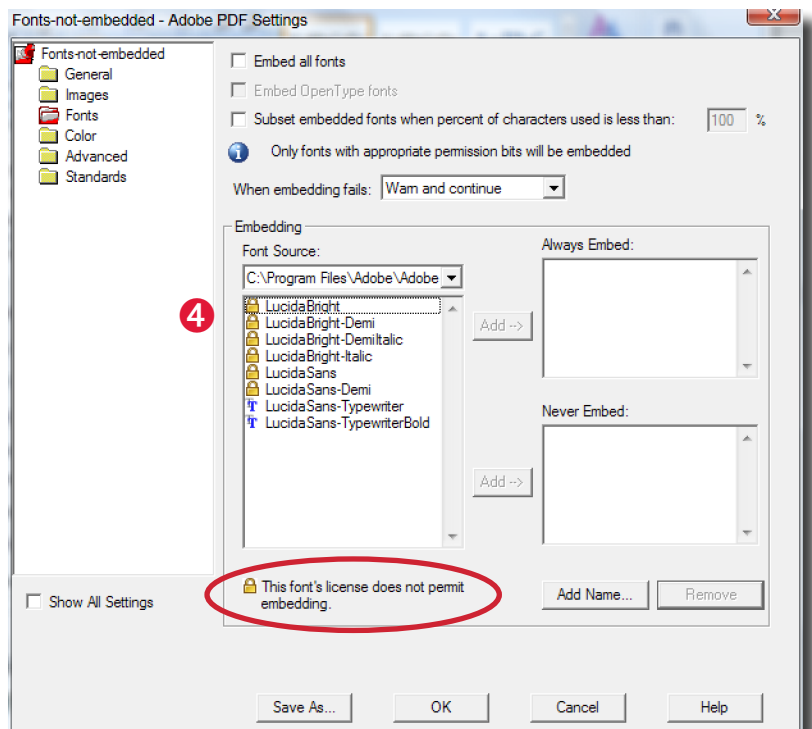 Fonts-not-embedded - Adobe PDF Settings
X
Fonts-not-embedded
General
Images
Fonts
Color
Advanced
Standards
Show All Settings
Embed all fonts
Embed OpenType fonts
Subset embedded fonts when percent of characters used is less than: 100 %
Only fonts with appropriate permission bits will be embedded
When embedding fails: Warn and continue
Embedding
Font Source:
C:\Program Files\Adobe\Adobe
4
LucidaBright
LucidaBright-Demi
LucidaBright-DemiItalic
LucidaBright-Italic
LucidaSans
LucidaSans-Demi
LucidaSans-Typewriter
LucidaSans-TypewriterBold
This font's license does not permit
embedding.
Add -->
Add -->
Always Embed:
Never Embed:
Add Name...
Remove
Save As...
OK
Cancel
Help